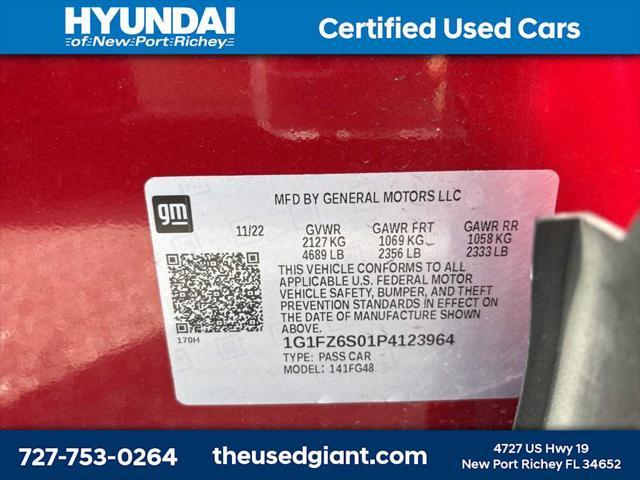 HYUNDAI
of New Port Richey
Certified Used Cars
gm
MFD BY GENERAL MOTORS LLC
11/22 GVWR GAWR FRT GAWR RR
2127 KG 1069 KG 1058 KG
4689 LB 2356 LB 2333 LB
THIS VEHICLE CONFORMS TO ALL
APPLICABLE U.S. FEDERAL MOTOR
VEHICLE SAFETY, BUMPER, AND THEFT
PREVENTION STANDARDS IN EFFECT ON
THE DATE OF MANUFACTURE SHOWN
ABOVE.
170H
1G1FZ6S01P4123964
TYPE: PASS CAR
MODEL: 141FG48
727-753-0264
theusedgiant.com
4727 US Hwy 19
New Port Richey FL 34652